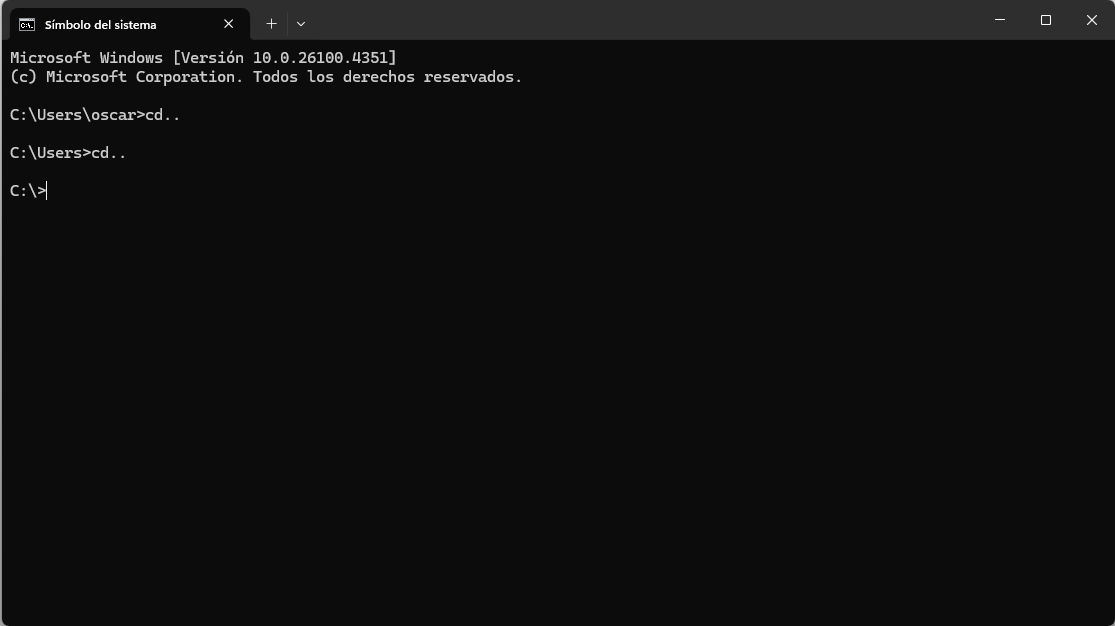 Símbolo del sistema
Microsoft Windows [Versión 10.0.26100.4351]
(c) Microsoft Corporation. Todos los derechos reservados.
C:\Users\oscar>cd..
C:\Users>cd..
C:\>